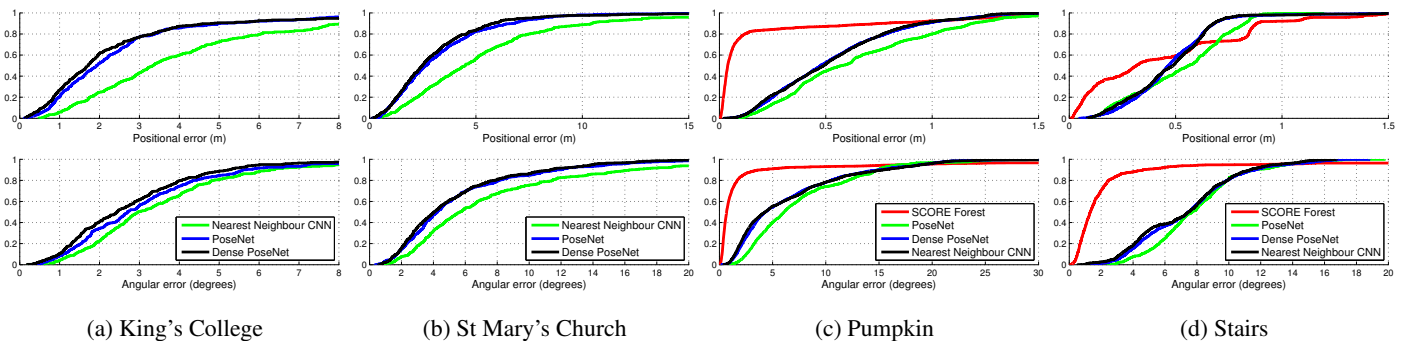 1
0.8
0.6
0.4
0.2
0
0 1 2 3 4 5 6 7 8
Positional error (m)
1
0.8
0.6
0.4
0.2
0
0 5 10 15
Positional error (m)
1
0.8
0.6
0.4
0.2
0
0 0.5 1 1.5
Positional error (m)
1
0.8
0.6
0.4
0.2
0
0 0.5 1 1.5
Positional error (m)
1
0.8
0.6
0.4
0.2
0
Nearest Neighbour CNN
PoseNet
Dense PoseNet
0 1 2 3 4 5 6 7 8
Angular error (degrees)
1
0.8
0.6
0.4
0.2
0
Nearest Neighbour CNN
PoseNet
Dense PoseNet
2 4 6 8 10 12 14 16 18 20
Angular error (degrees)
1
0.8
0.6
0.4
0.2
0
SCORE Forest
PoseNet
Dense PoseNet
Nearest Neighbour CNN
0 5 10 15 20 25 30
Angular error (degrees)
1
0.8
0.6
0.4
0.2
0
SCORE Forest
PoseNet
Dense PoseNet
Nearest Neighbour CNN
0 2 4 6 8 10 12 14 16 18 20
Angular error (degrees)
(a) King's College
(b) St Mary's Church
(c) Pumpkin
(d) Stairs